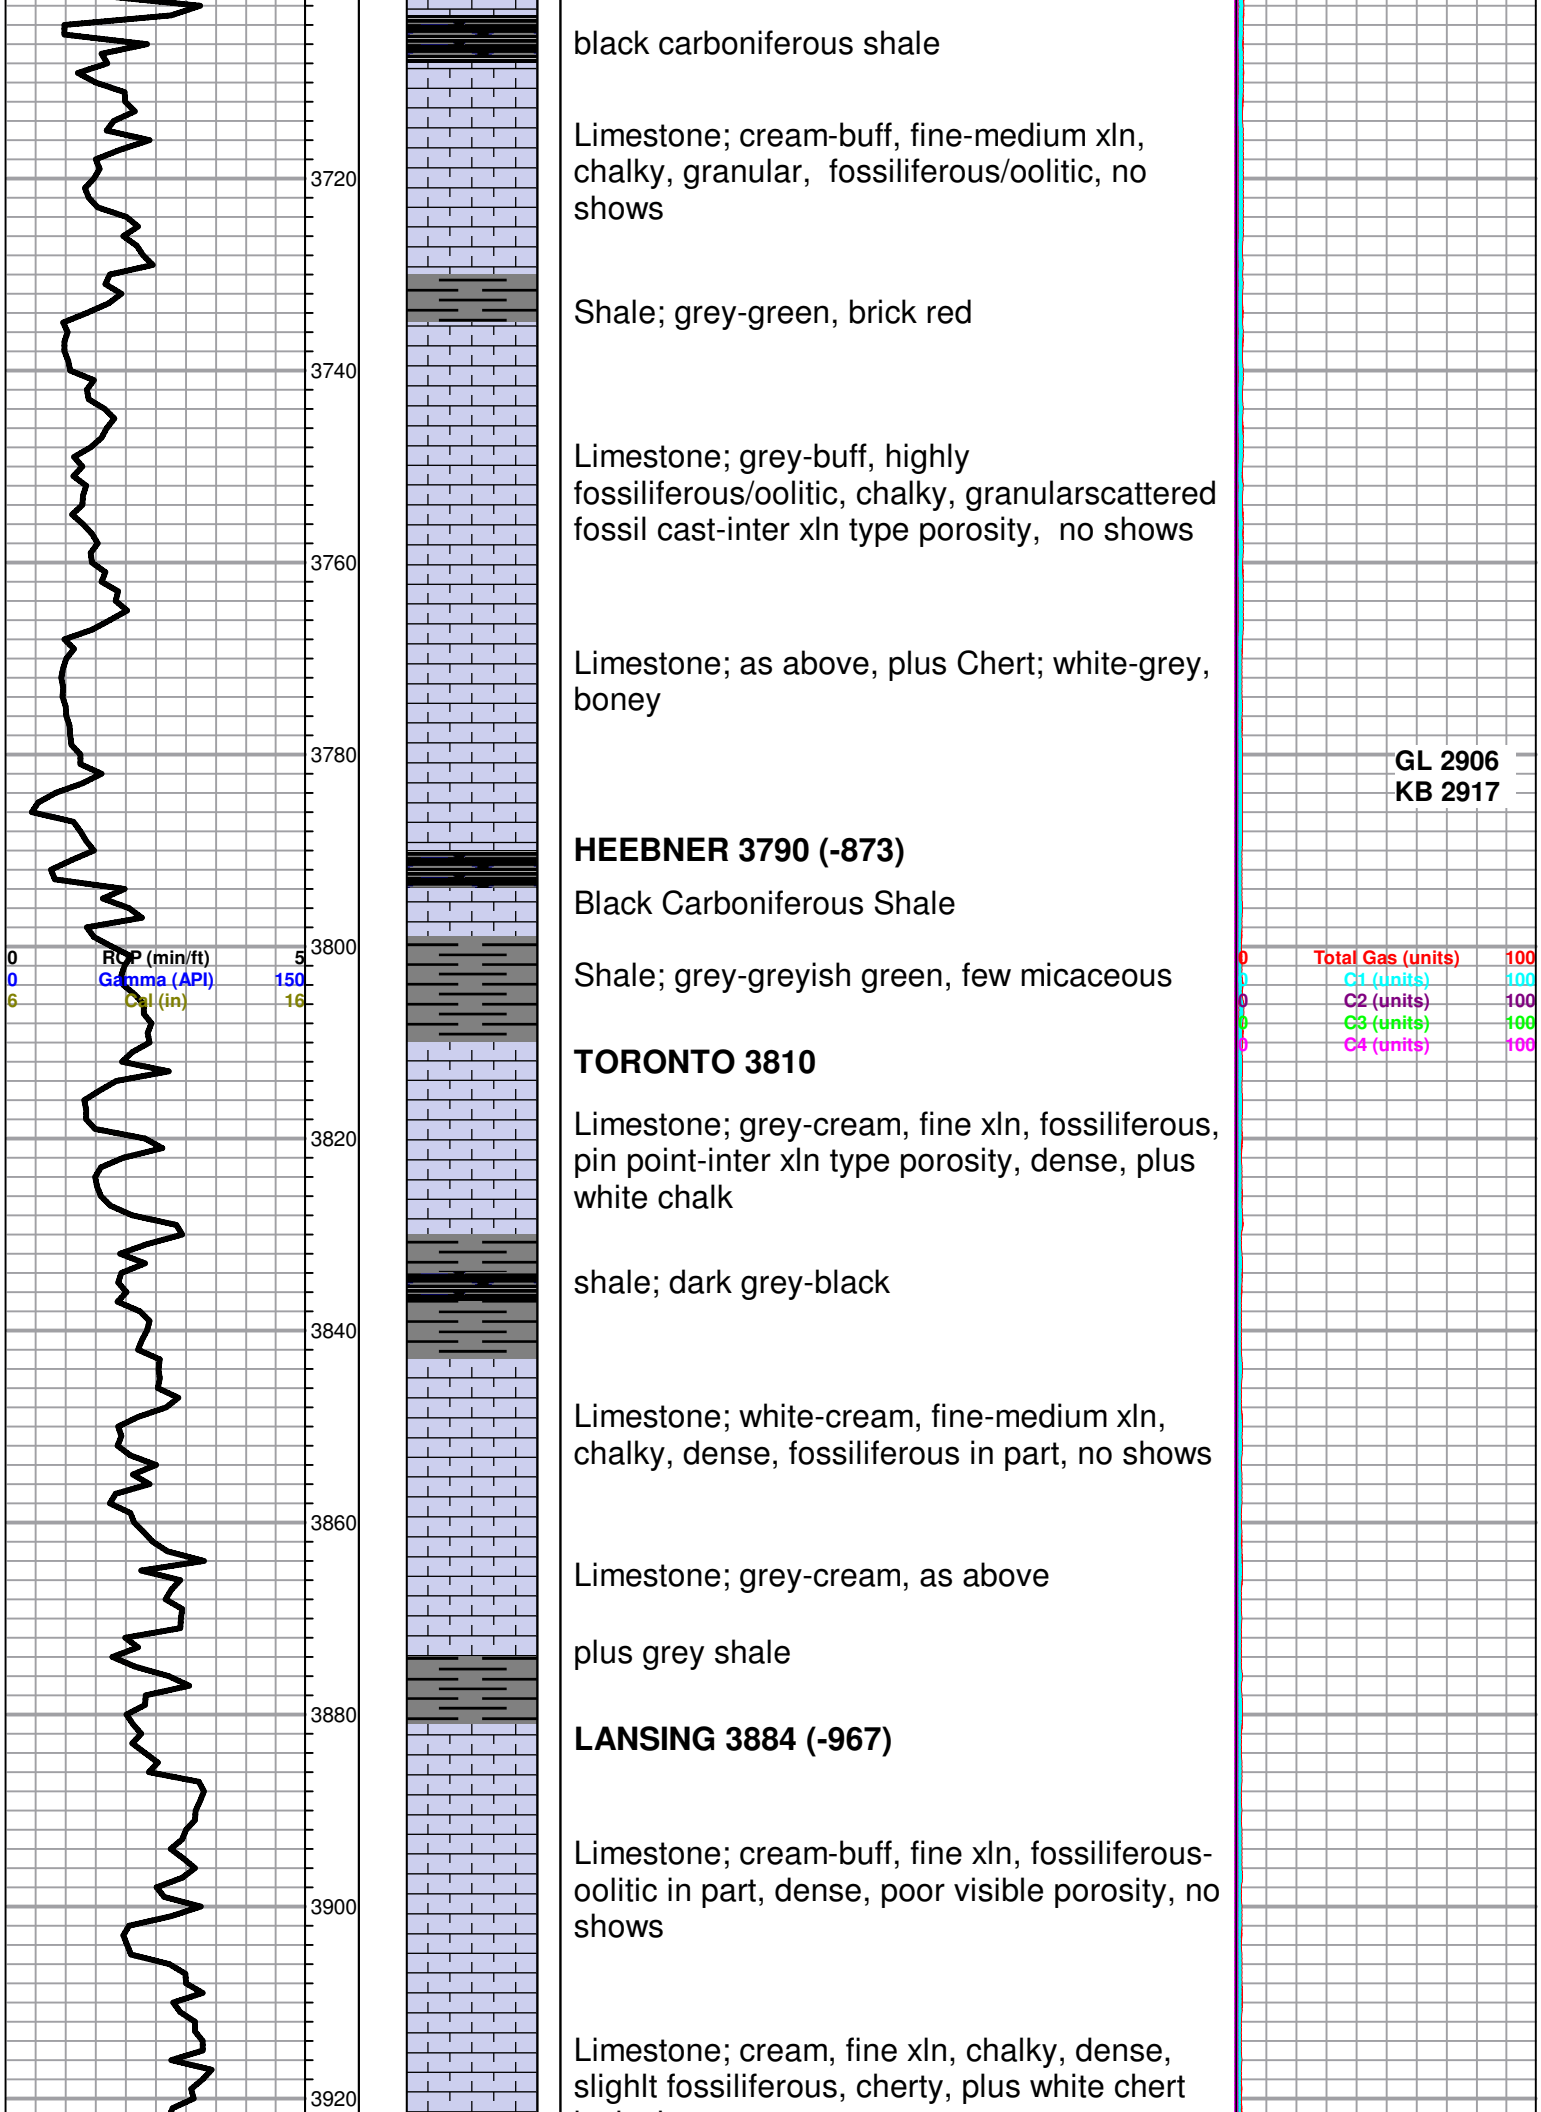 black carboniferous shale
Limestone; cream-buff, fine-medium xln,
chalky, granular,  fossiliferous/oolitic, no
shows
3720
Shale; grey-green, brick red
3740
Limestone; grey-buff, highly
fossiliferous/oolitic, chalky, granularscattered
fossil cast-inter xln type porosity,  no shows
3760
Limestone; as above, plus Chert; white-grey,
boney
3780
GL 2906
KB 2917
HEEBNER 3790 (-873)
Black Carboniferous Shale
3800
0 ROP (min/ft) 5
0 Gamma (API) 150
6 Cal (in) 16
Shale; grey-greyish green, few micaceous
0 Total Gas (units) 100
0 C1 (units) 100
0 C2 (units) 100
0 C3 (units) 100
0 C4 (units) 100
TORONTO 3810
Limestone; grey-cream, fine xln, fossiliferous,
pin point-inter xln type porosity, dense, plus
white chalk
3820
shale; dark grey-black
3840
Limestone; white-cream, fine-medium xln,
chalky, dense, fossiliferous in part, no shows
3860
Limestone; grey-cream, as above
plus grey shale
3880
LANSING 3884 (-967)
Limestone; cream-buff, fine xln, fossiliferous-
oolitic in part, dense, poor visible porosity, no
shows
3900
Limestone; cream, fine xln, chalky, dense,
slighlt fossiliferous, cherty, plus white chert
3920